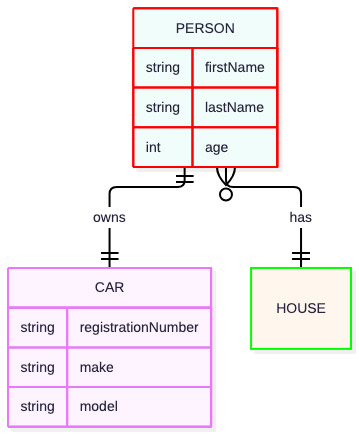 PERSON
string firstName
string lastName
int age
owns has
CAR
HOUSE
string registrationNumber
string make
string model